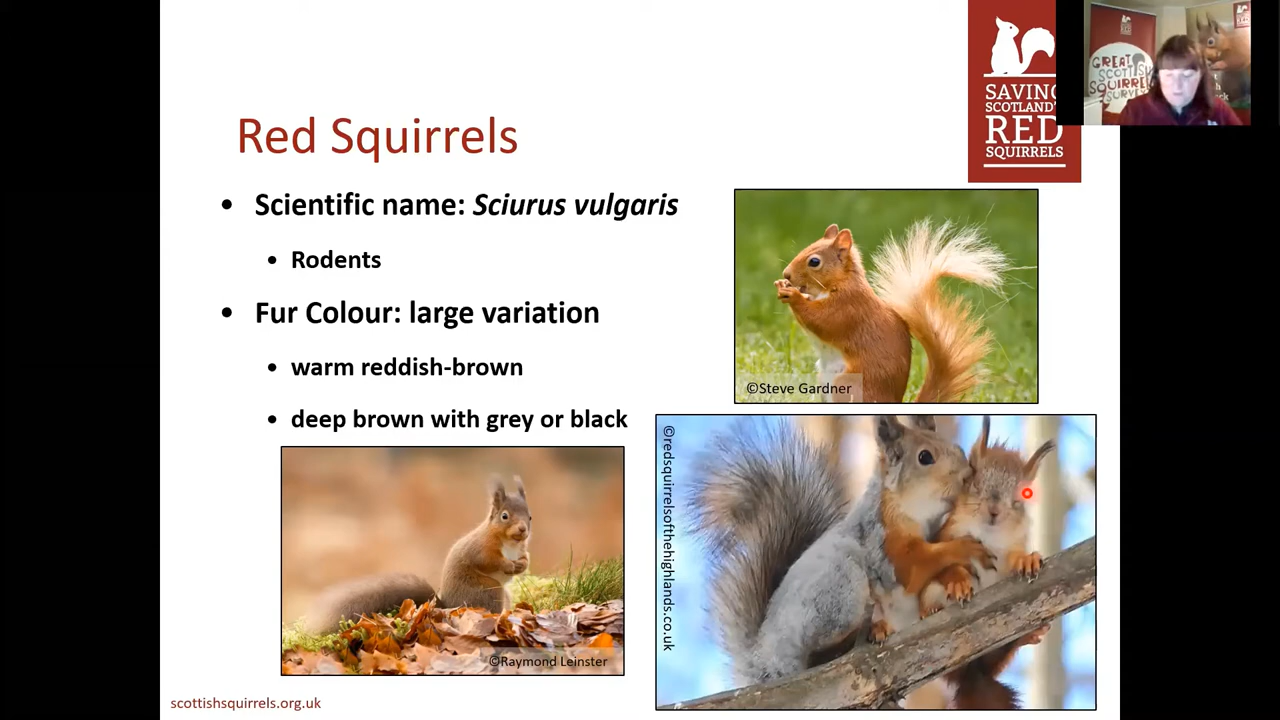 Red Squirrels
SAVING
SCOTLAND'S
RED
SQUIRRELS
GREAT
SCOTTISH
SQUIRREL
SURVEY
• Scientific name: Sciurus vulgaris
• Rodents
• Fur Colour: large variation
• warm reddish-brown
• deep brown with grey or black
©Steve Gardner
©redsquirrelsofthehighlands.co.uk
©Raymond Leinster
scottishsquirrels.org.uk